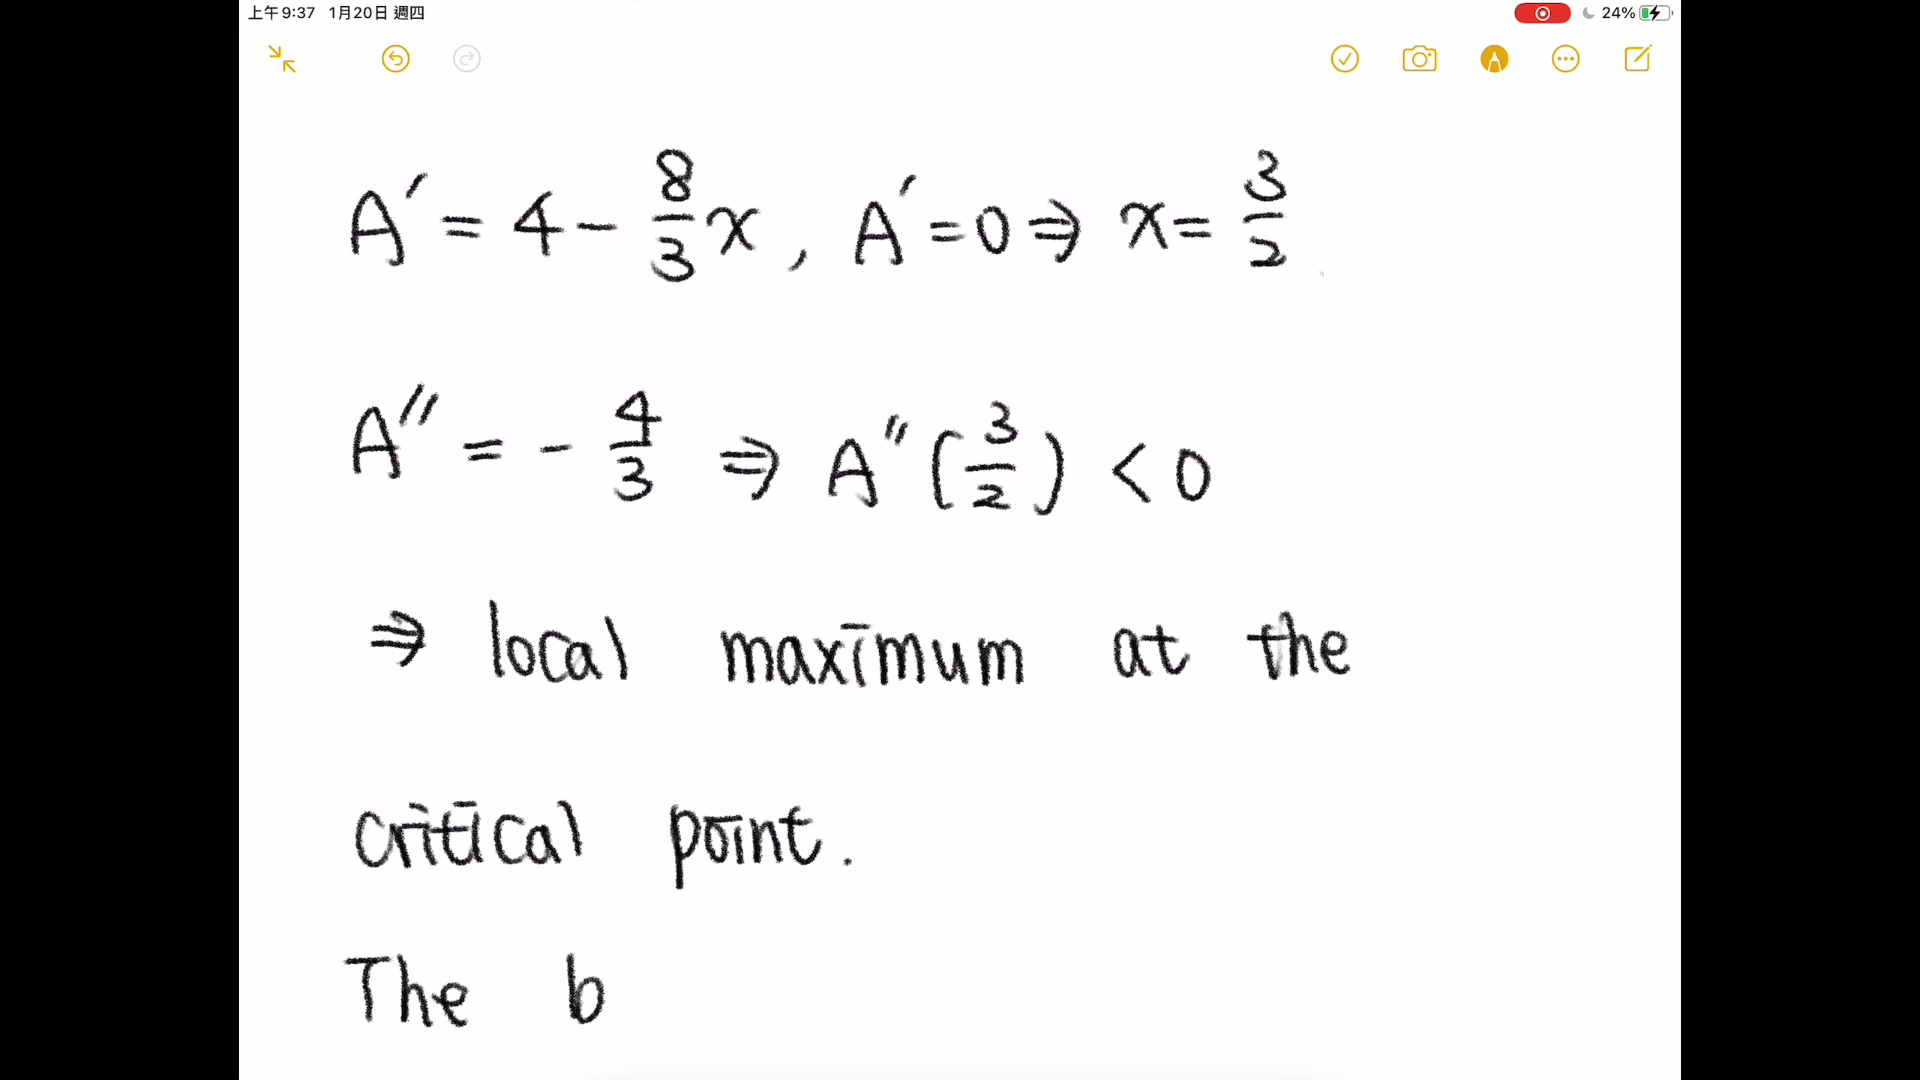 上午9:37 1月20日 週四 24%
A′ = 4 - 8/3 x , A′ = 0 ⇒ x = 3/2
A″ = - 4/3 ⇒ A″ (3/2) < 0
⇒ local maximum at the
critical point.
The b